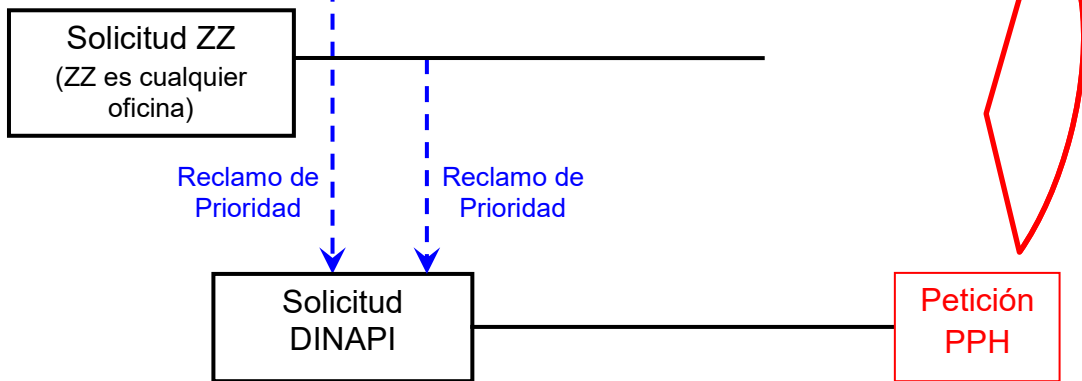 Solicitud ZZ
(ZZ es cualquier
oficina)
Reclamo de
Prioridad
Reclamo de
Prioridad
Solicitud
DINAPI
Petición
PPH